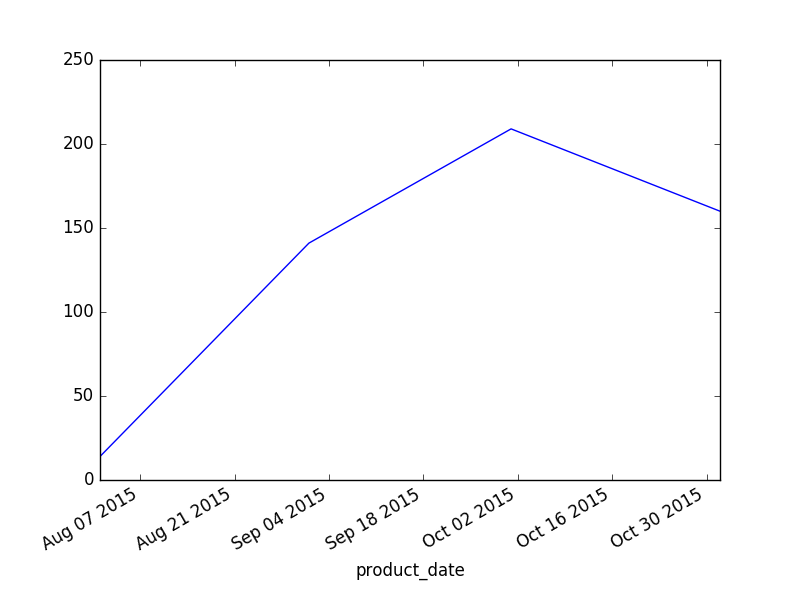 250
200
150
100
50
0
Aug 07 2015
Aug 21 2015
Sep 04 2015
Sep 18 2015
Oct 02 2015
Oct 16 2015
Oct 30 2015
product_date